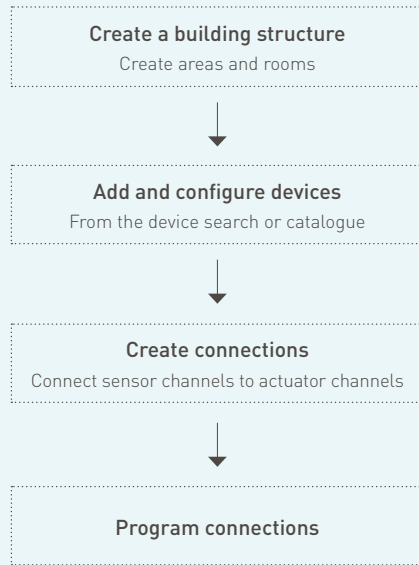 Create a building structure
Create areas and rooms
Add and configure devices
From the device search or catalogue
Create connections
Connect sensor channels to actuator channels
Program connections